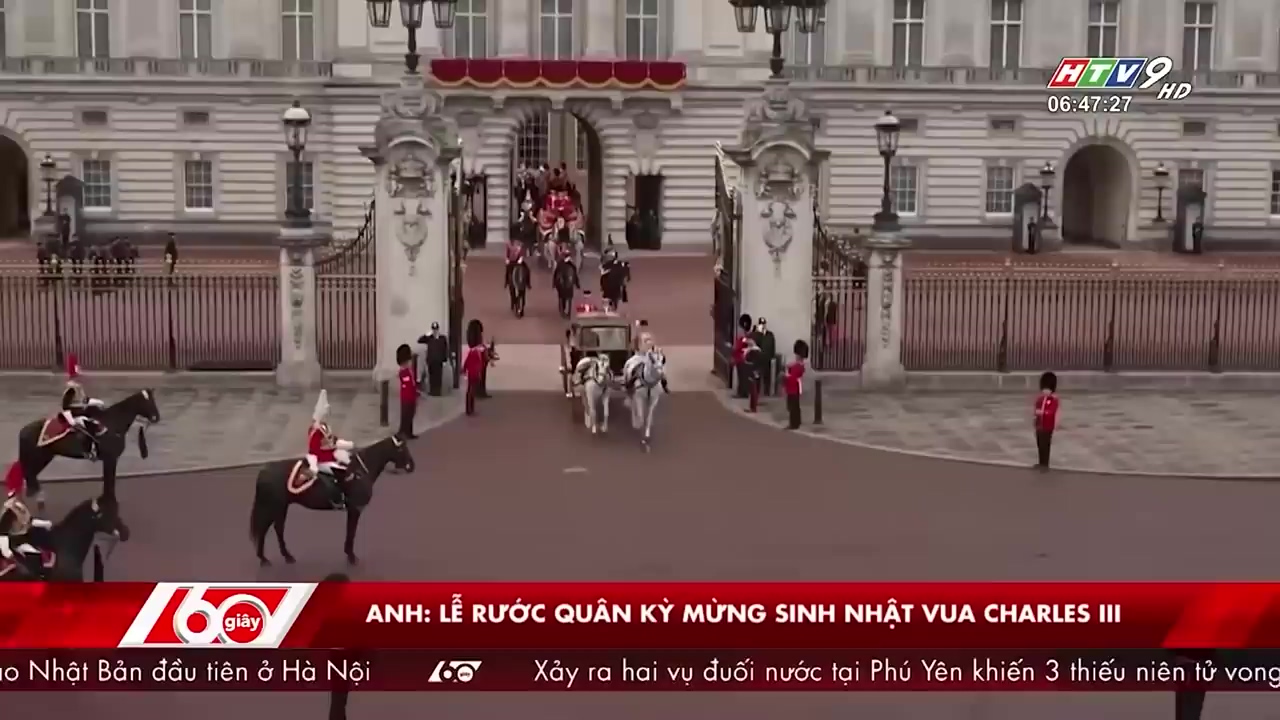 HTV9 HD
06:47:27
60 giây
ANH: LỄ RƯỚC QUÂN KỲ MỪNG SINH NHẬT VUA CHARLES III
Nhật Bản đầu tiên ở Hà Nội 60 giây Xảy ra hai vụ đuối nước tại Phú Yên khiến 3 thiếu niên tử vong